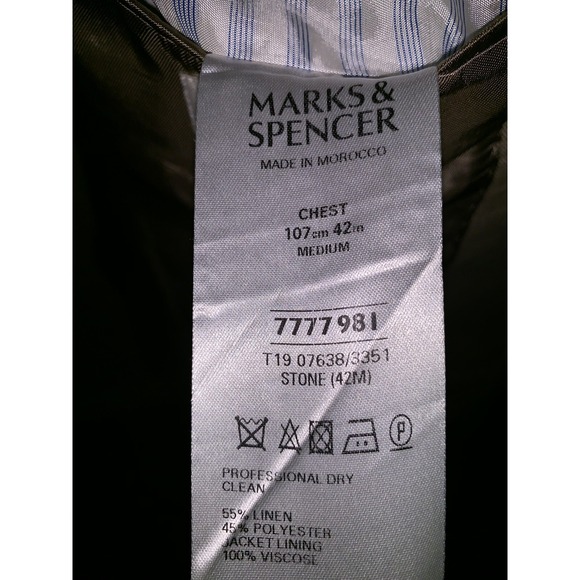 MARKS &
SPENCER
MADE IN MOROCCO
CHEST
107cm 42in
MEDIUM
7777981
T19 07638/3351
STONE (42M)
P
PROFESSIONAL DRY
CLEAN
55% LINEN
45% POLYESTER
JACKET LINING
100% VISCOSE